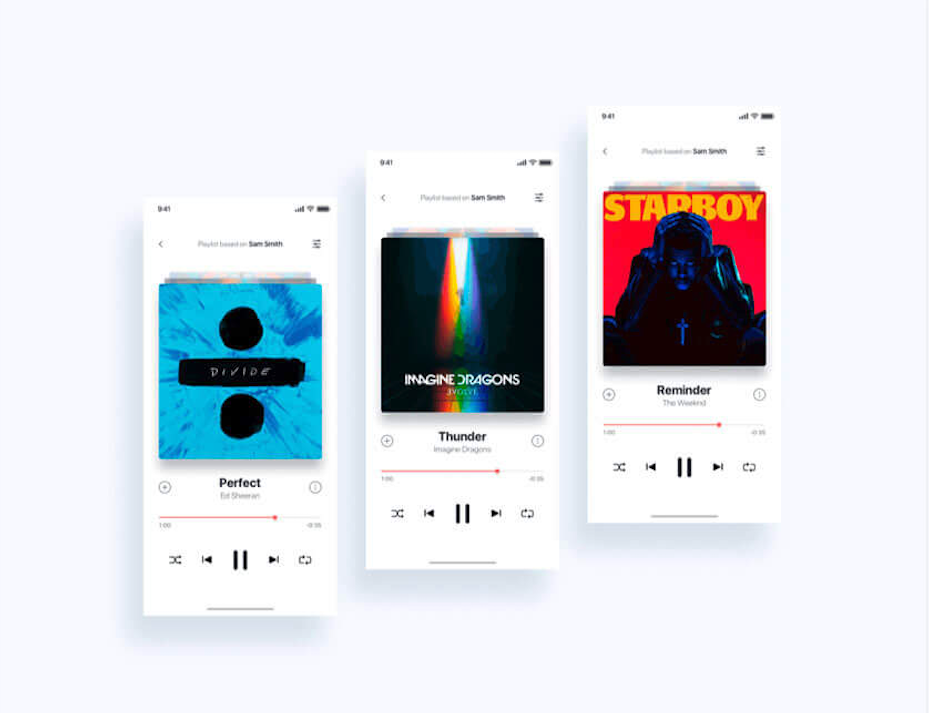 9:41
Playlist based on Sam Smith
DIVIDE
Perfect
Ed Sheeran
1:00
-0:35
9:41
Playlist based on Sam Smith
IMAGINE DRAGONS
EVOLVE
Thunder
Imagine Dragons
1:00
-0:35
9:41
Playlist based on Sam Smith
STARBOY
Reminder
The Weeknd
1:00
-0:35